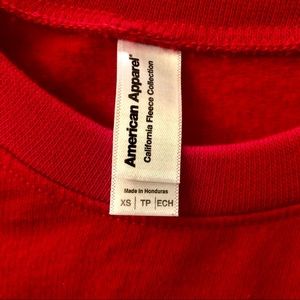 American Apparel®
California Fleece Collection
Made in Honduras
XS | TP | ECH